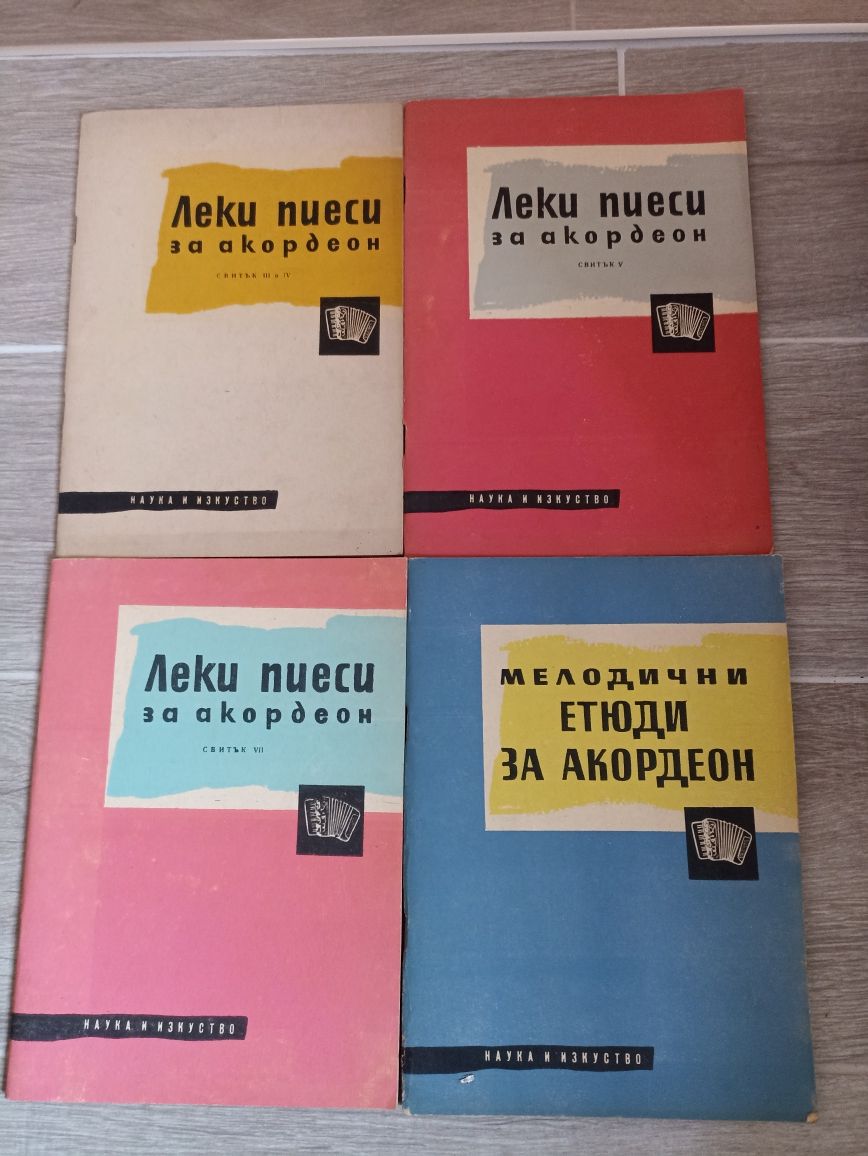 Леки пиеси
за акордеон
СВИТЪК III и IV
НАУКА И ИЗКУСТВО
Леки пиеси
за акордеон
СВИТЪК V
НАУКА И ИЗКУСТВО
Леки пиеси
за акордеон
СВИТЪК VII
НАУКА И ИЗКУСТВО
МЕЛОДИЧНИ
ЕТЮДИ
ЗА АКОРДЕОН
НАУКА И ИЗКУСТВО